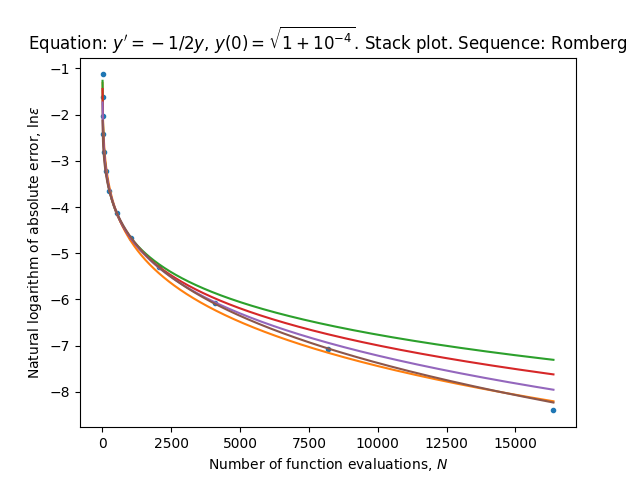 Equation: y′ = −1/2y, y(0) = √1 + 10⁻⁴. Stack plot. Sequence: Romberg
−1
−2
−3
−4
−5
−6
−7
−8
Natural logarithm of absolute error, lnε
0 2500 5000 7500 10000 12500 15000
Number of function evaluations, N